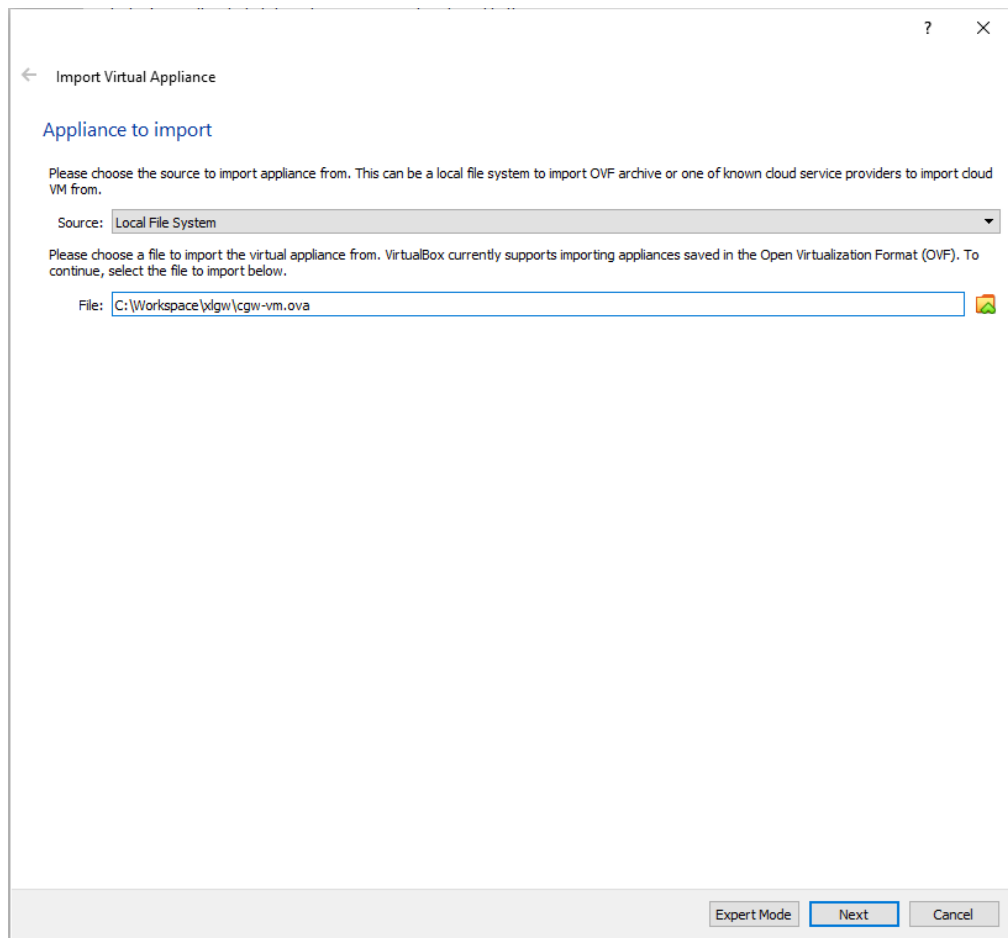 ?
Import Virtual Appliance
Appliance to import
Please choose the source to import appliance from. This can be a local file system to import OVF archive or one of known cloud service providers to import cloud
VM from.
Source: Local File System
Please choose a file to import the virtual appliance from. VirtualBox currently supports importing appliances saved in the Open Virtualization Format (OVF). To
continue, select the file to import below.
File: C:\Workspace\xlgw\cgw-vm.ova
Expert Mode Next Cancel